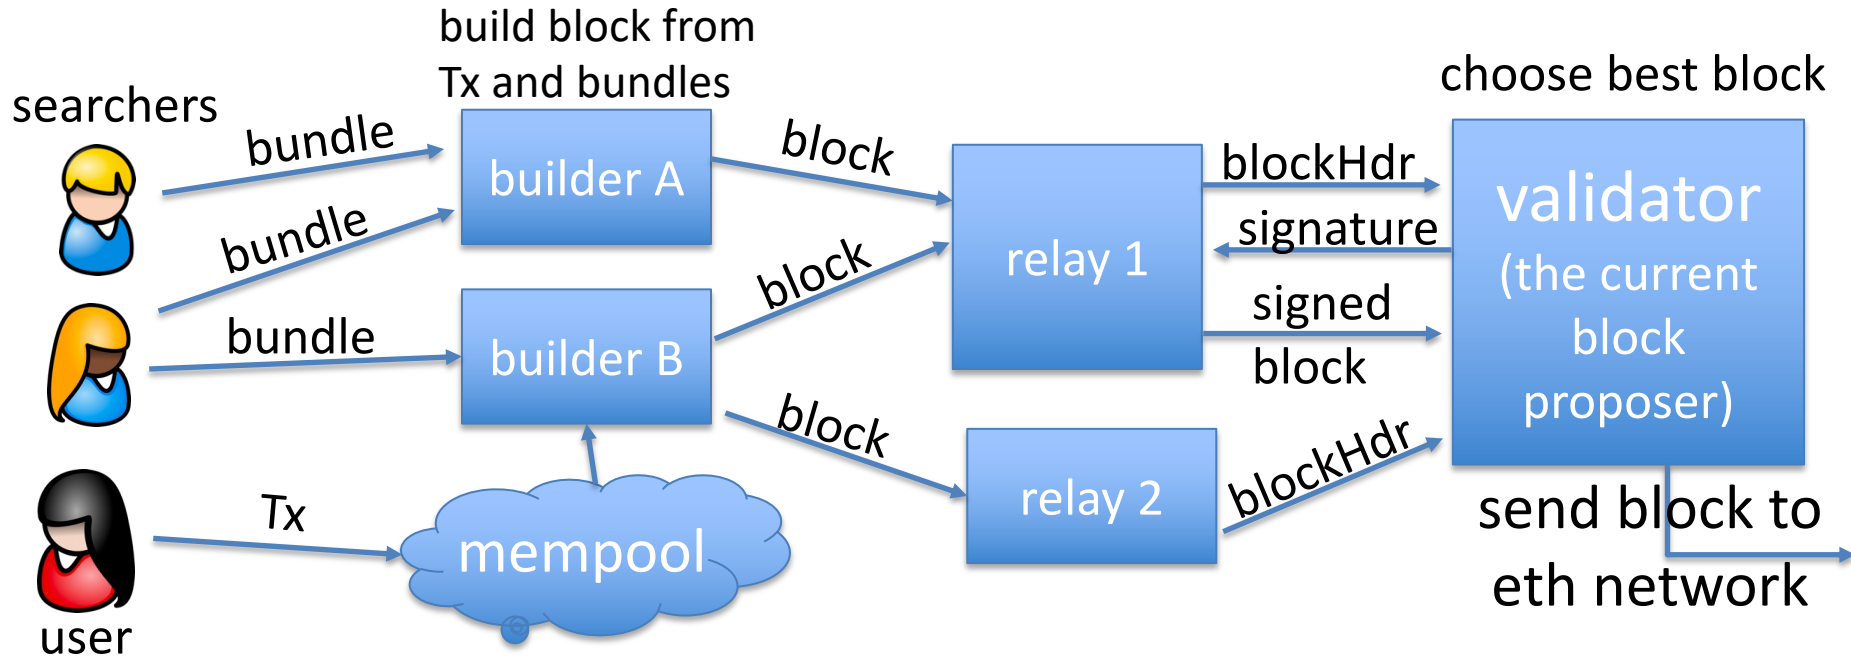 build block from
Tx and bundles
choose best block
searchers
bundle
bundle
bundle
builder A
builder B
block
block
block
relay 1
relay 2
blockHdr
signature
signed
block
blockHdr
validator
(the current
block
proposer)
Tx
mempool
user
send block to
eth network